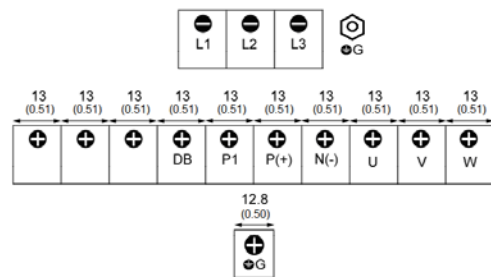 L1 L2 L3
G
13 13 13 13 13 13 13 13 13 13
(0.51) (0.51) (0.51) (0.51) (0.51) (0.51) (0.51) (0.51) (0.51) (0.51)
DB P1 P(+) N(-) U V W
12.8
(0.50)
G